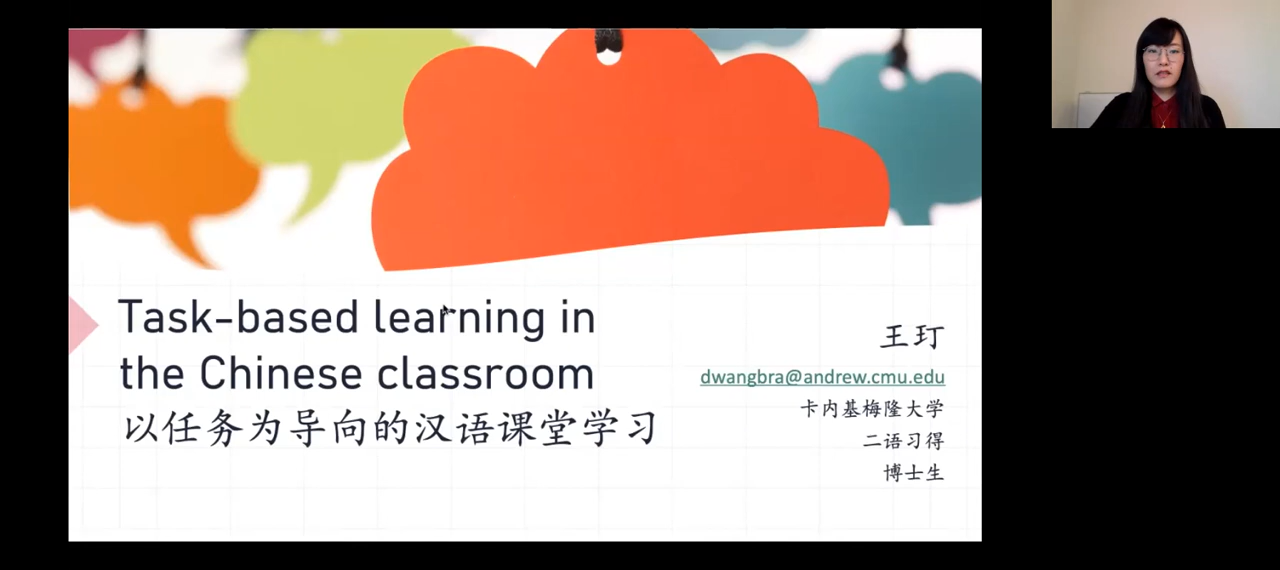 Task-based learning in
the Chinese classroom
以任务为导向的汉语课堂学习
王玎
dwangbra@andrew.cmu.edu
卡内基梅隆大学
二语习得
博士生